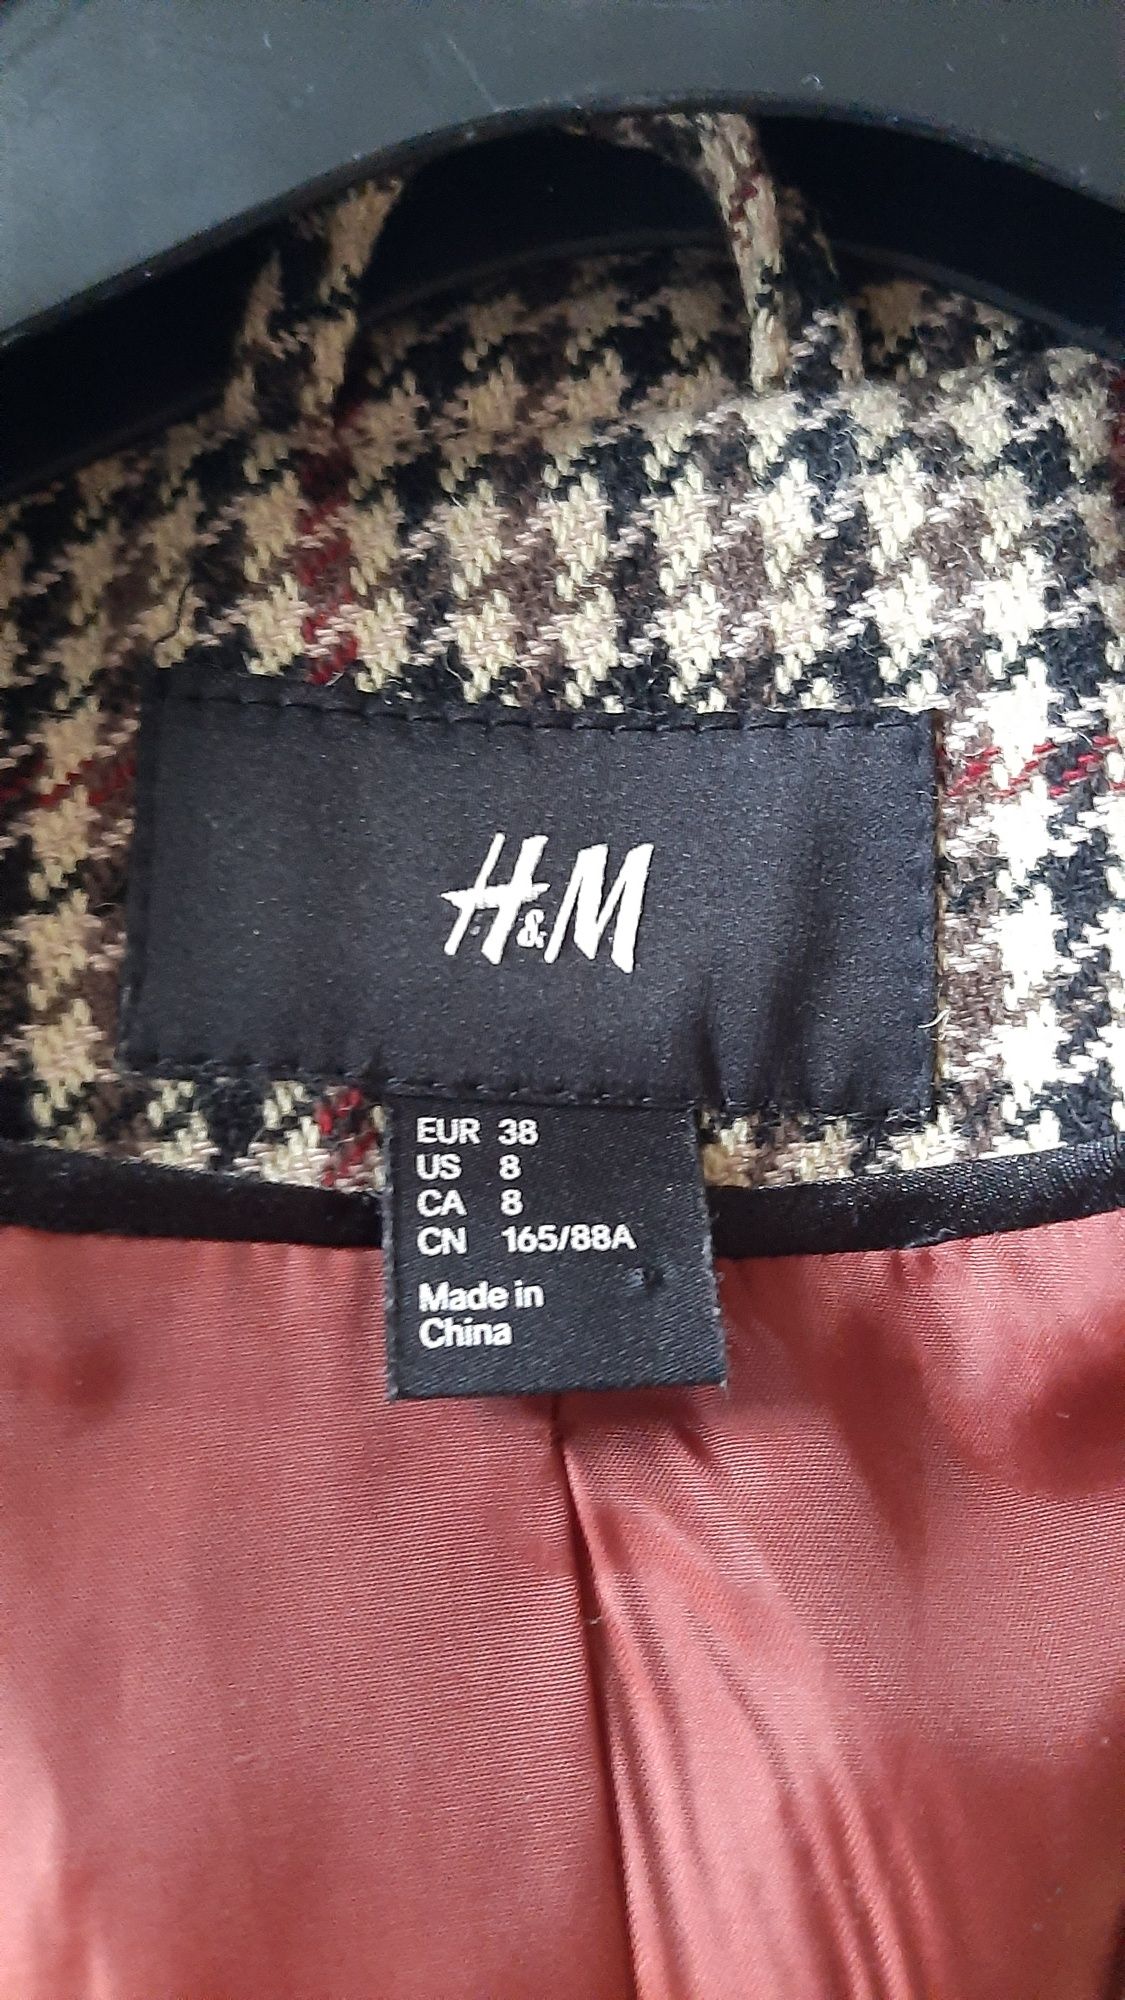 H&M
EUR 38
US 8
CA 8
CN 165/88A
Made in
China